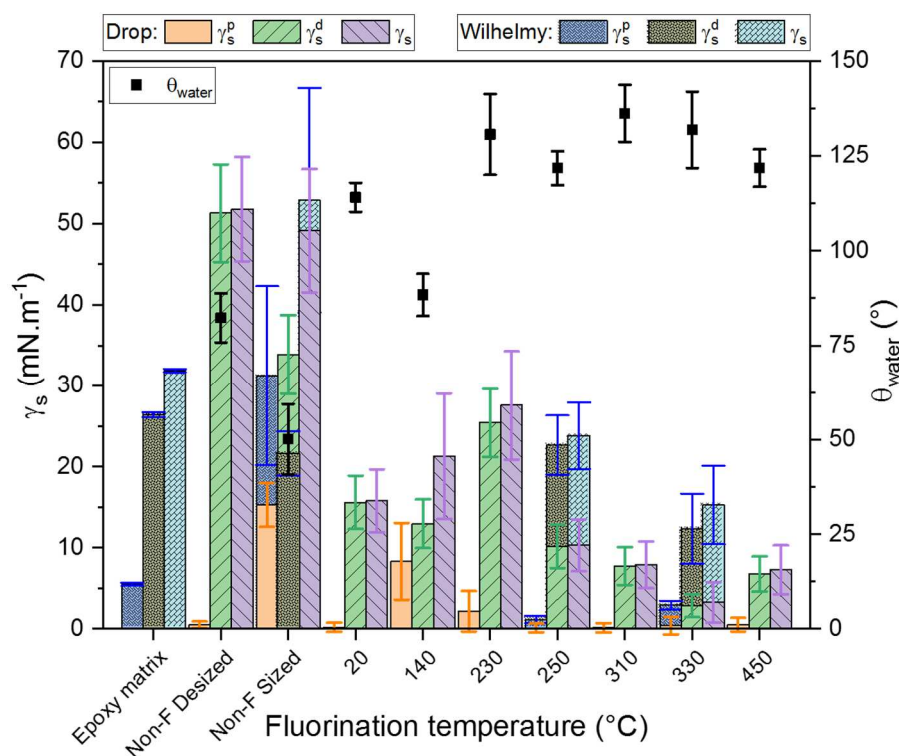 Drop: γₛᵖ γₛᵈ γₛ Wilhelmy: γₛᵖ γₛᵈ γₛ
70 150
θwater
60 125
50 100
40 75
30 50
20 25
10 0
0
γₛ (mN.m⁻¹)
θwater (°)
Epoxy matrix Non-F Desized Non-F Sized 20 140 230 250 310 330 450
Fluorination temperature (°C)